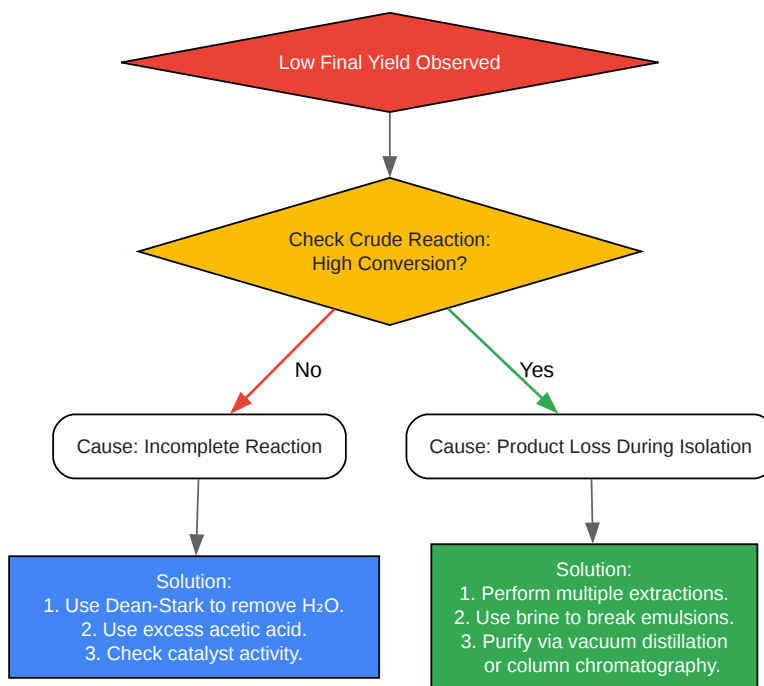 Low Final Yield Observed
Check Crude Reaction:
High Conversion?
No
Yes
Cause: Incomplete Reaction
Cause: Product Loss During Isolation
Solution:
1. Use Dean-Stark to remove H₂O.
2. Use excess acetic acid.
3. Check catalyst activity.
Solution:
1. Perform multiple extractions.
2. Use brine to break emulsions.
3. Purify via vacuum distillation
or column chromatography.